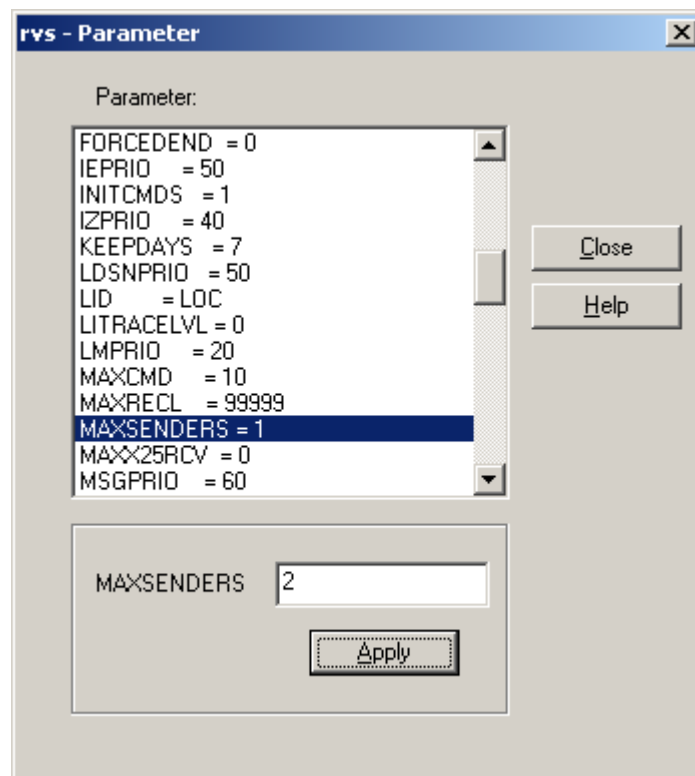 rvs - Parameter
Parameter:
FORCEDEND = 0
IEPRIO = 50
INITCMDS = 1
IZPRIO = 40
KEEPDAYS = 7
LDSNPRIO = 50
LID = LOC
LITRACELVL = 0
LMPRIO = 20
MAXCMD = 10
MAXRECL = 99999
MAXSENDERS = 1
MAXX25RCV = 0
MSGPRIO = 60
Close
Help
MAXSENDERS 2
Apply